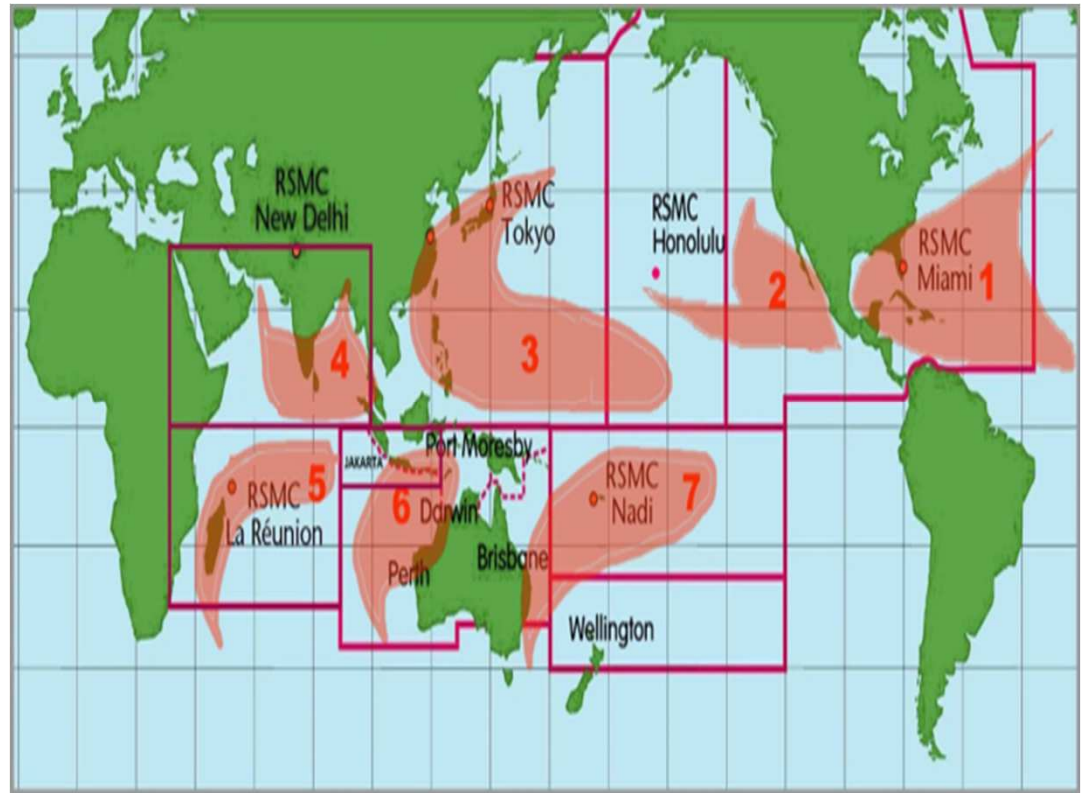 RSMC
New Delhi
RSMC
Tokyo
RSMC
Honolulu
RSMC
Miami
1
2
3
4
Port Moresby
JAKARTA
5
RSMC
La Réunion
6
Darwin
Perth
Brisbane
RSMC
Nadi
7
Wellington